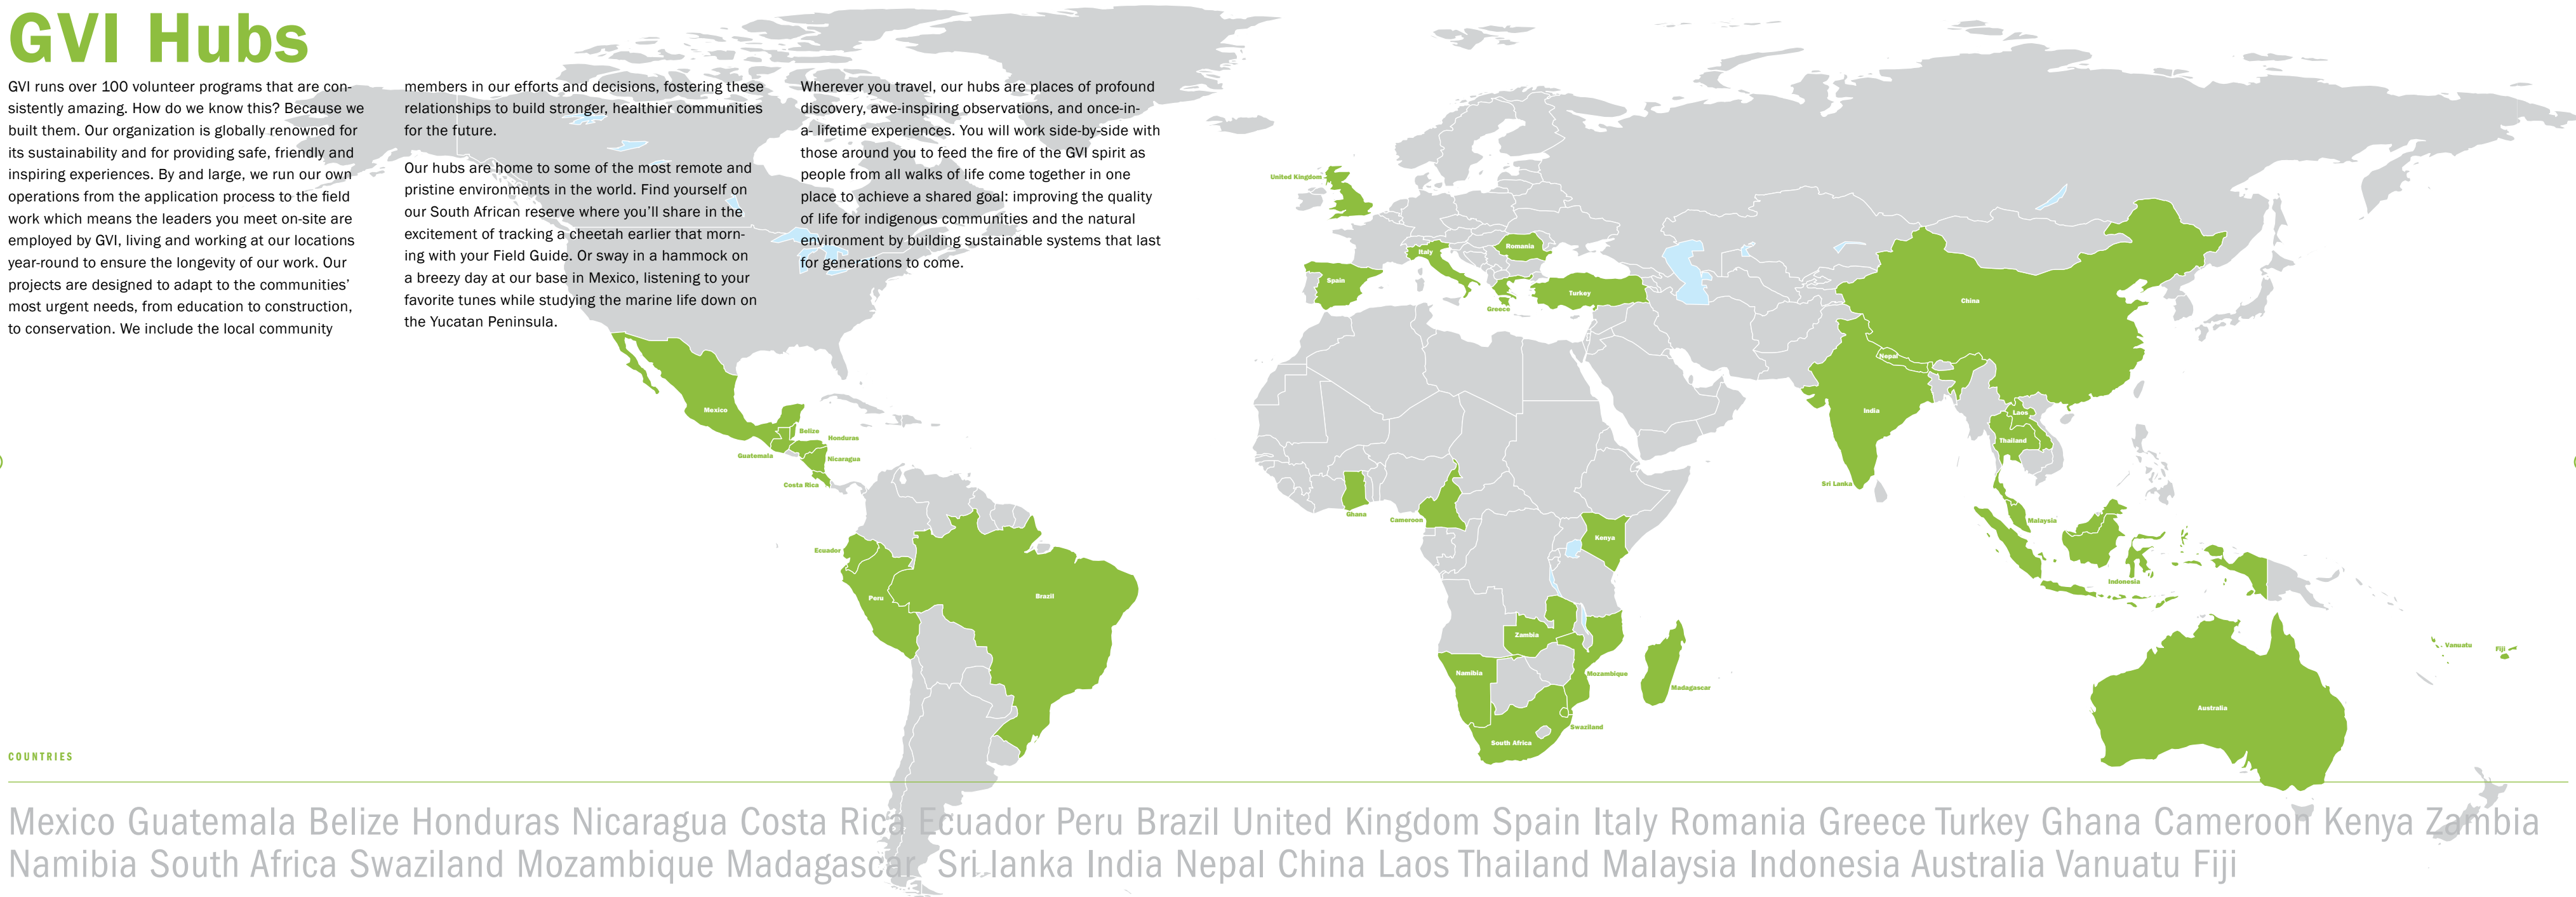 GVI Hubs
GVI runs over 100 volunteer programs that are con-
sistently amazing. How do we know this? Because we
built them. Our organization is globally renowned for
its sustainability and for providing safe, friendly and
inspiring experiences. By and large, we run our own
operations from the application process to the field
work which means the leaders you meet on-site are
employed by GVI, living and working at our locations
year-round to ensure the longevity of our work. Our
projects are designed to adapt to the communities’
most urgent needs, from education to construction,
to conservation. We include the local community
members in our efforts and decisions, fostering these
relationships to build stronger, healthier communities
for the future.
Our hubs are home to some of the most remote and
pristine environments in the world. Find yourself on
our South African reserve where you’ll share in the
excitement of tracking a cheetah earlier that morn-
ing with your Field Guide. Or sway in a hammock on
a breezy day at our base in Mexico, listening to your
favorite tunes while studying the marine life down on
the Yucatan Peninsula.
Wherever you travel, our hubs are places of profound
discovery, awe-inspiring observations, and once-in-
a- lifetime experiences. You will work side-by-side with
those around you to feed the fire of the GVI spirit as
people from all walks of life come together in one
place to achieve a shared goal: improving the quality
of life for indigenous communities and the natural
environment by building sustainable systems that last
for generations to come.
United Kingdom
Romania
Italy
Spain
Turkey
Greece
China
Nepal
India
Laos
Thailand
Sri Lanka
Malaysia
Indonesia
Mexico
Belize
Honduras
Guatemala
Nicaragua
Costa Rica
Ecuador
Peru
Brazil
Ghana
Cameroon
Kenya
Zambia
Namibia
Mozambique
Madagascar
Swaziland
South Africa
Vanuatu
Fiji
Australia
COUNTRIES
Mexico Guatemala Belize Honduras Nicaragua Costa Rica Ecuador Peru Brazil United Kingdom Spain Italy Romania Greece Turkey Ghana Cameroon Kenya Zambia
Namibia South Africa Swaziland Mozambique Madagascar Sri lanka India Nepal China Laos Thailand Malaysia Indonesia Australia Vanuatu Fiji